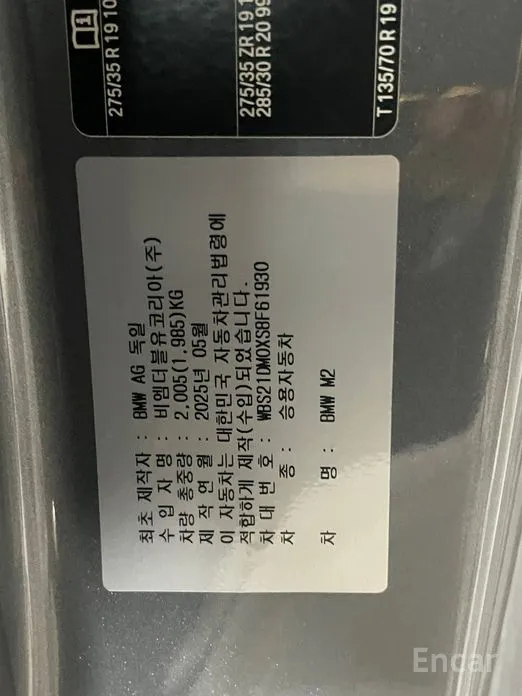 275/35 R 19 10
275/35 ZR 19 1
285/30 R 20 99
T 135/70 R 19
최초 제작자 : BMW AG 독일
수 입 자 명 : 비엠더블유코리아(주)
차량 총중량 : 2,005(1,985)KG
제 작 연 월 : 2025년 05월
이 자동차는 대한민국 자동차관리법령에
적합하게 제작(수입)되었습니다.
차 대 번 호 : WBS21DM0XS8F61930
차 종 : 승용자동차
차 명 : BMW M2
Encar